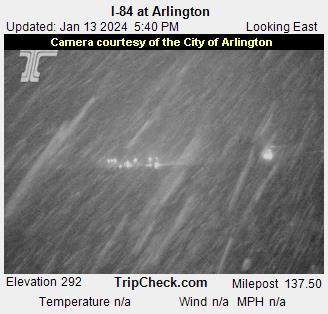 I-84 at Arlington
Updated: Jan 13 2024 5:40 PM Looking East
Camera courtesy of the City of Arlington
Elevation 292 TripCheck.com Milepost 137.50
Temperature n/a Wind n/a MPH n/a